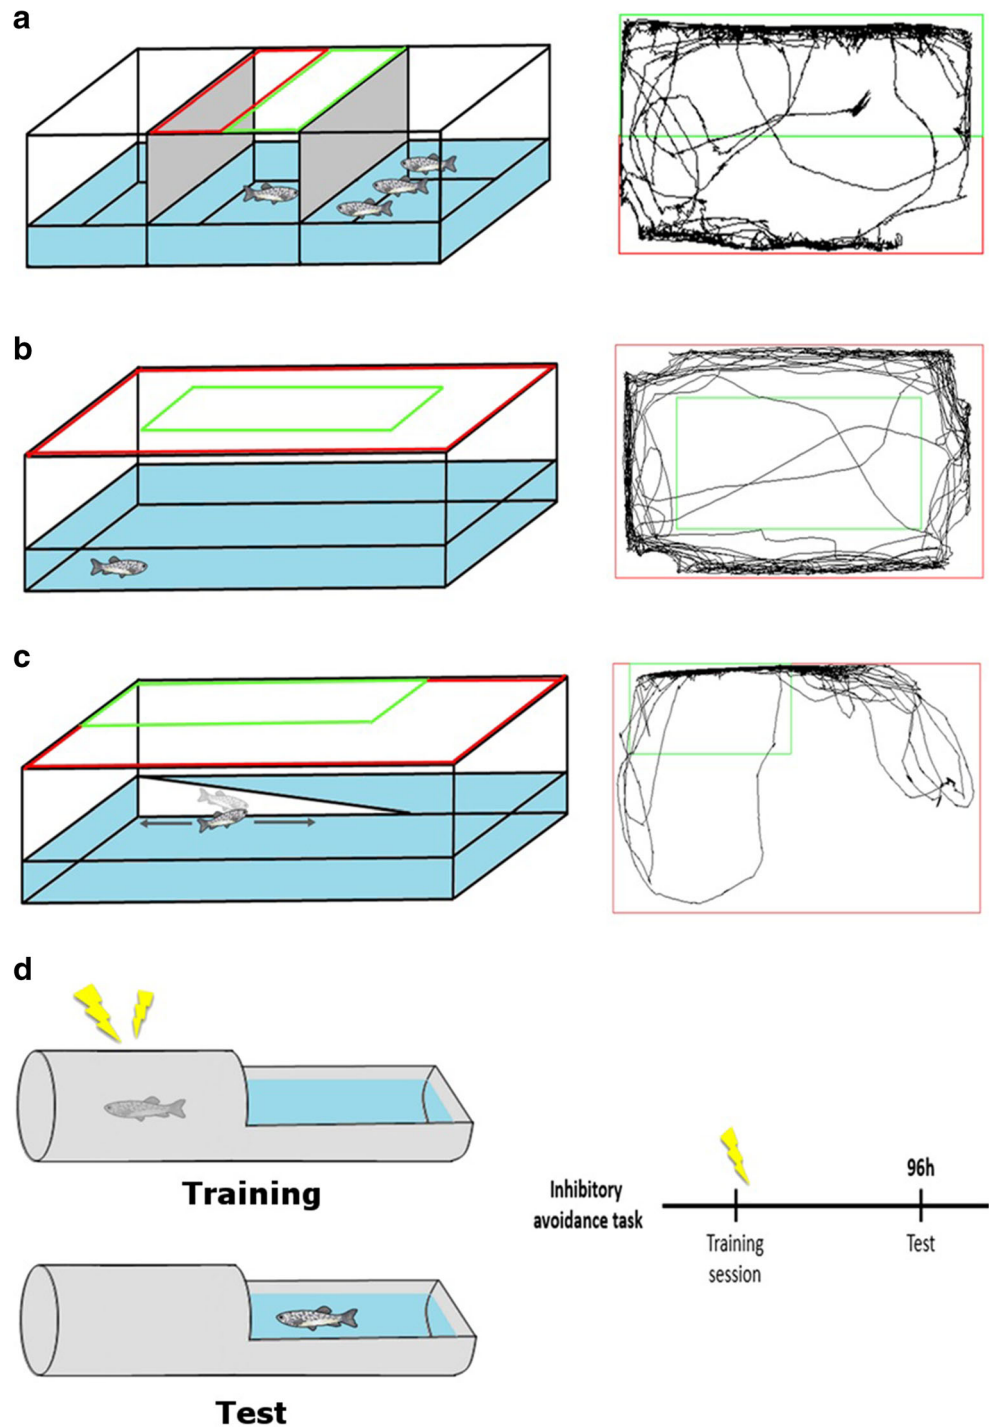 a
b
c
d
Training
Test
Inhibitory
avoidance task
96h
Training
session
Test